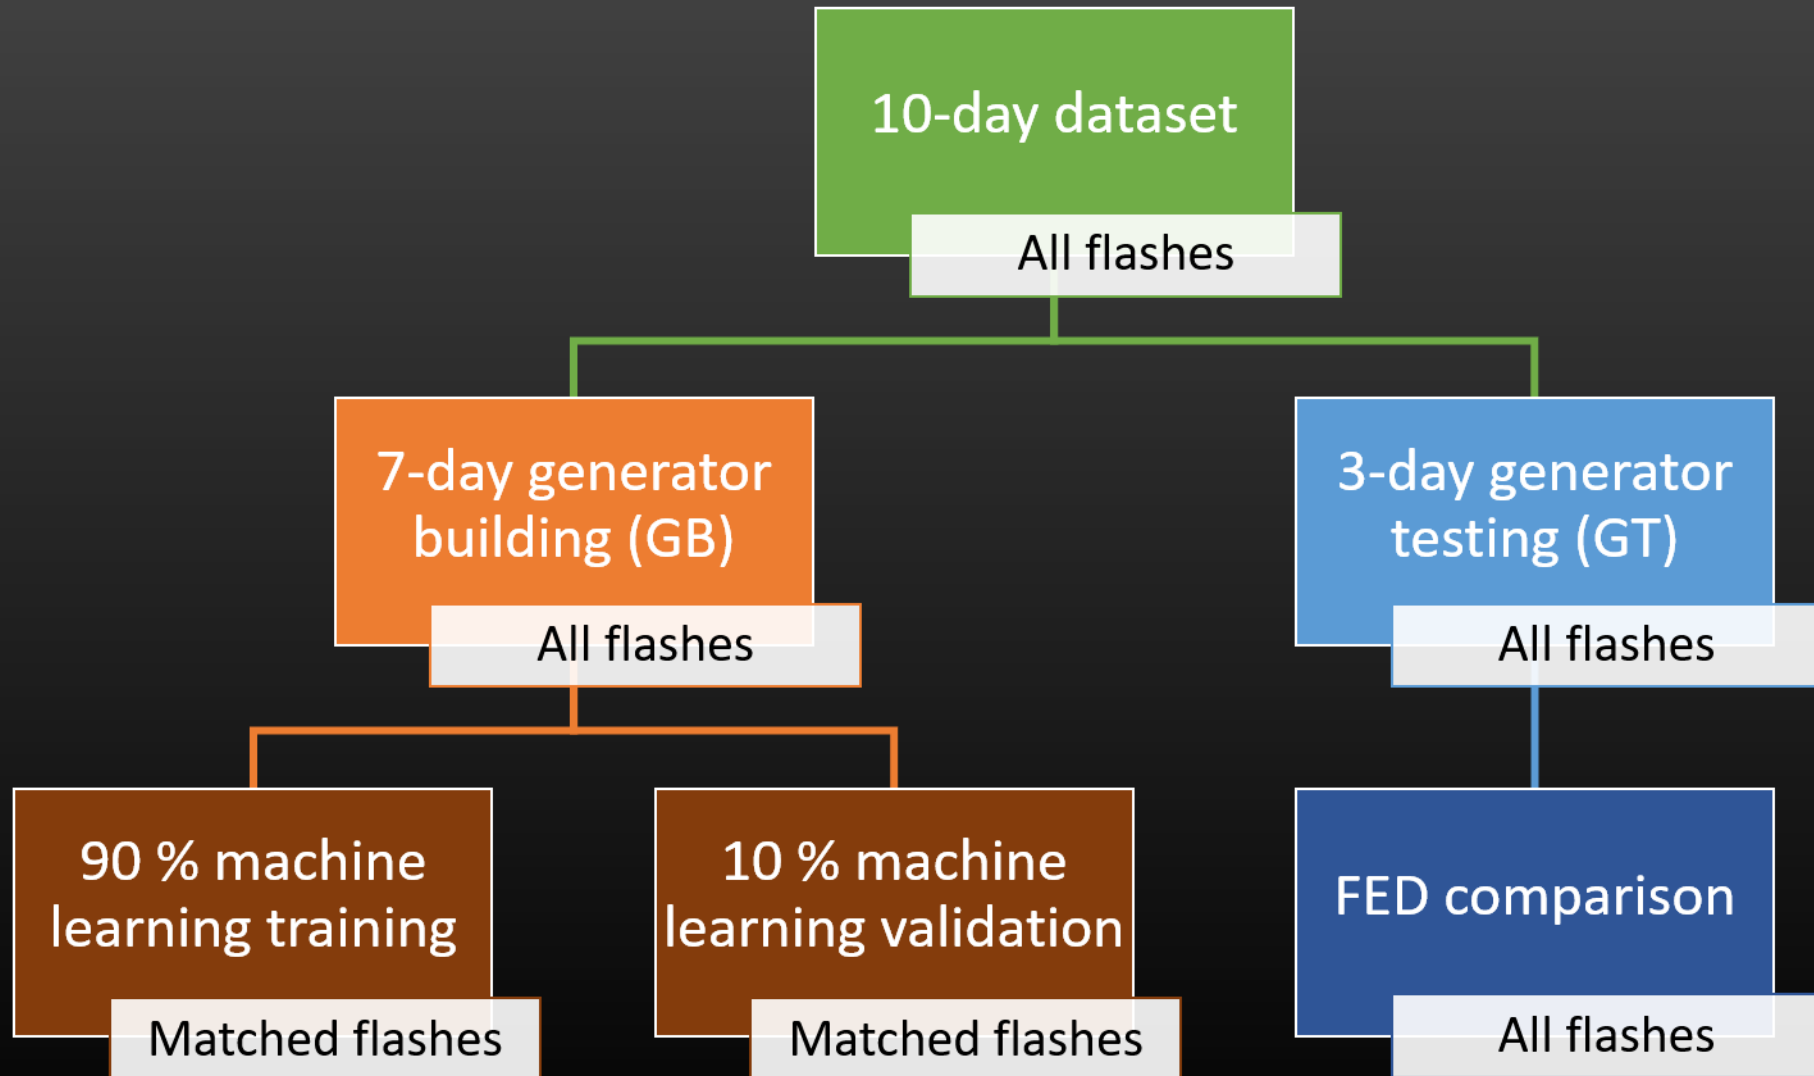 10-day dataset
All flashes
7-day generator
building (GB)
All flashes
3-day generator
testing (GT)
All flashes
90 % machine
learning training
Matched flashes
10 % machine
learning validation
Matched flashes
FED comparison
All flashes